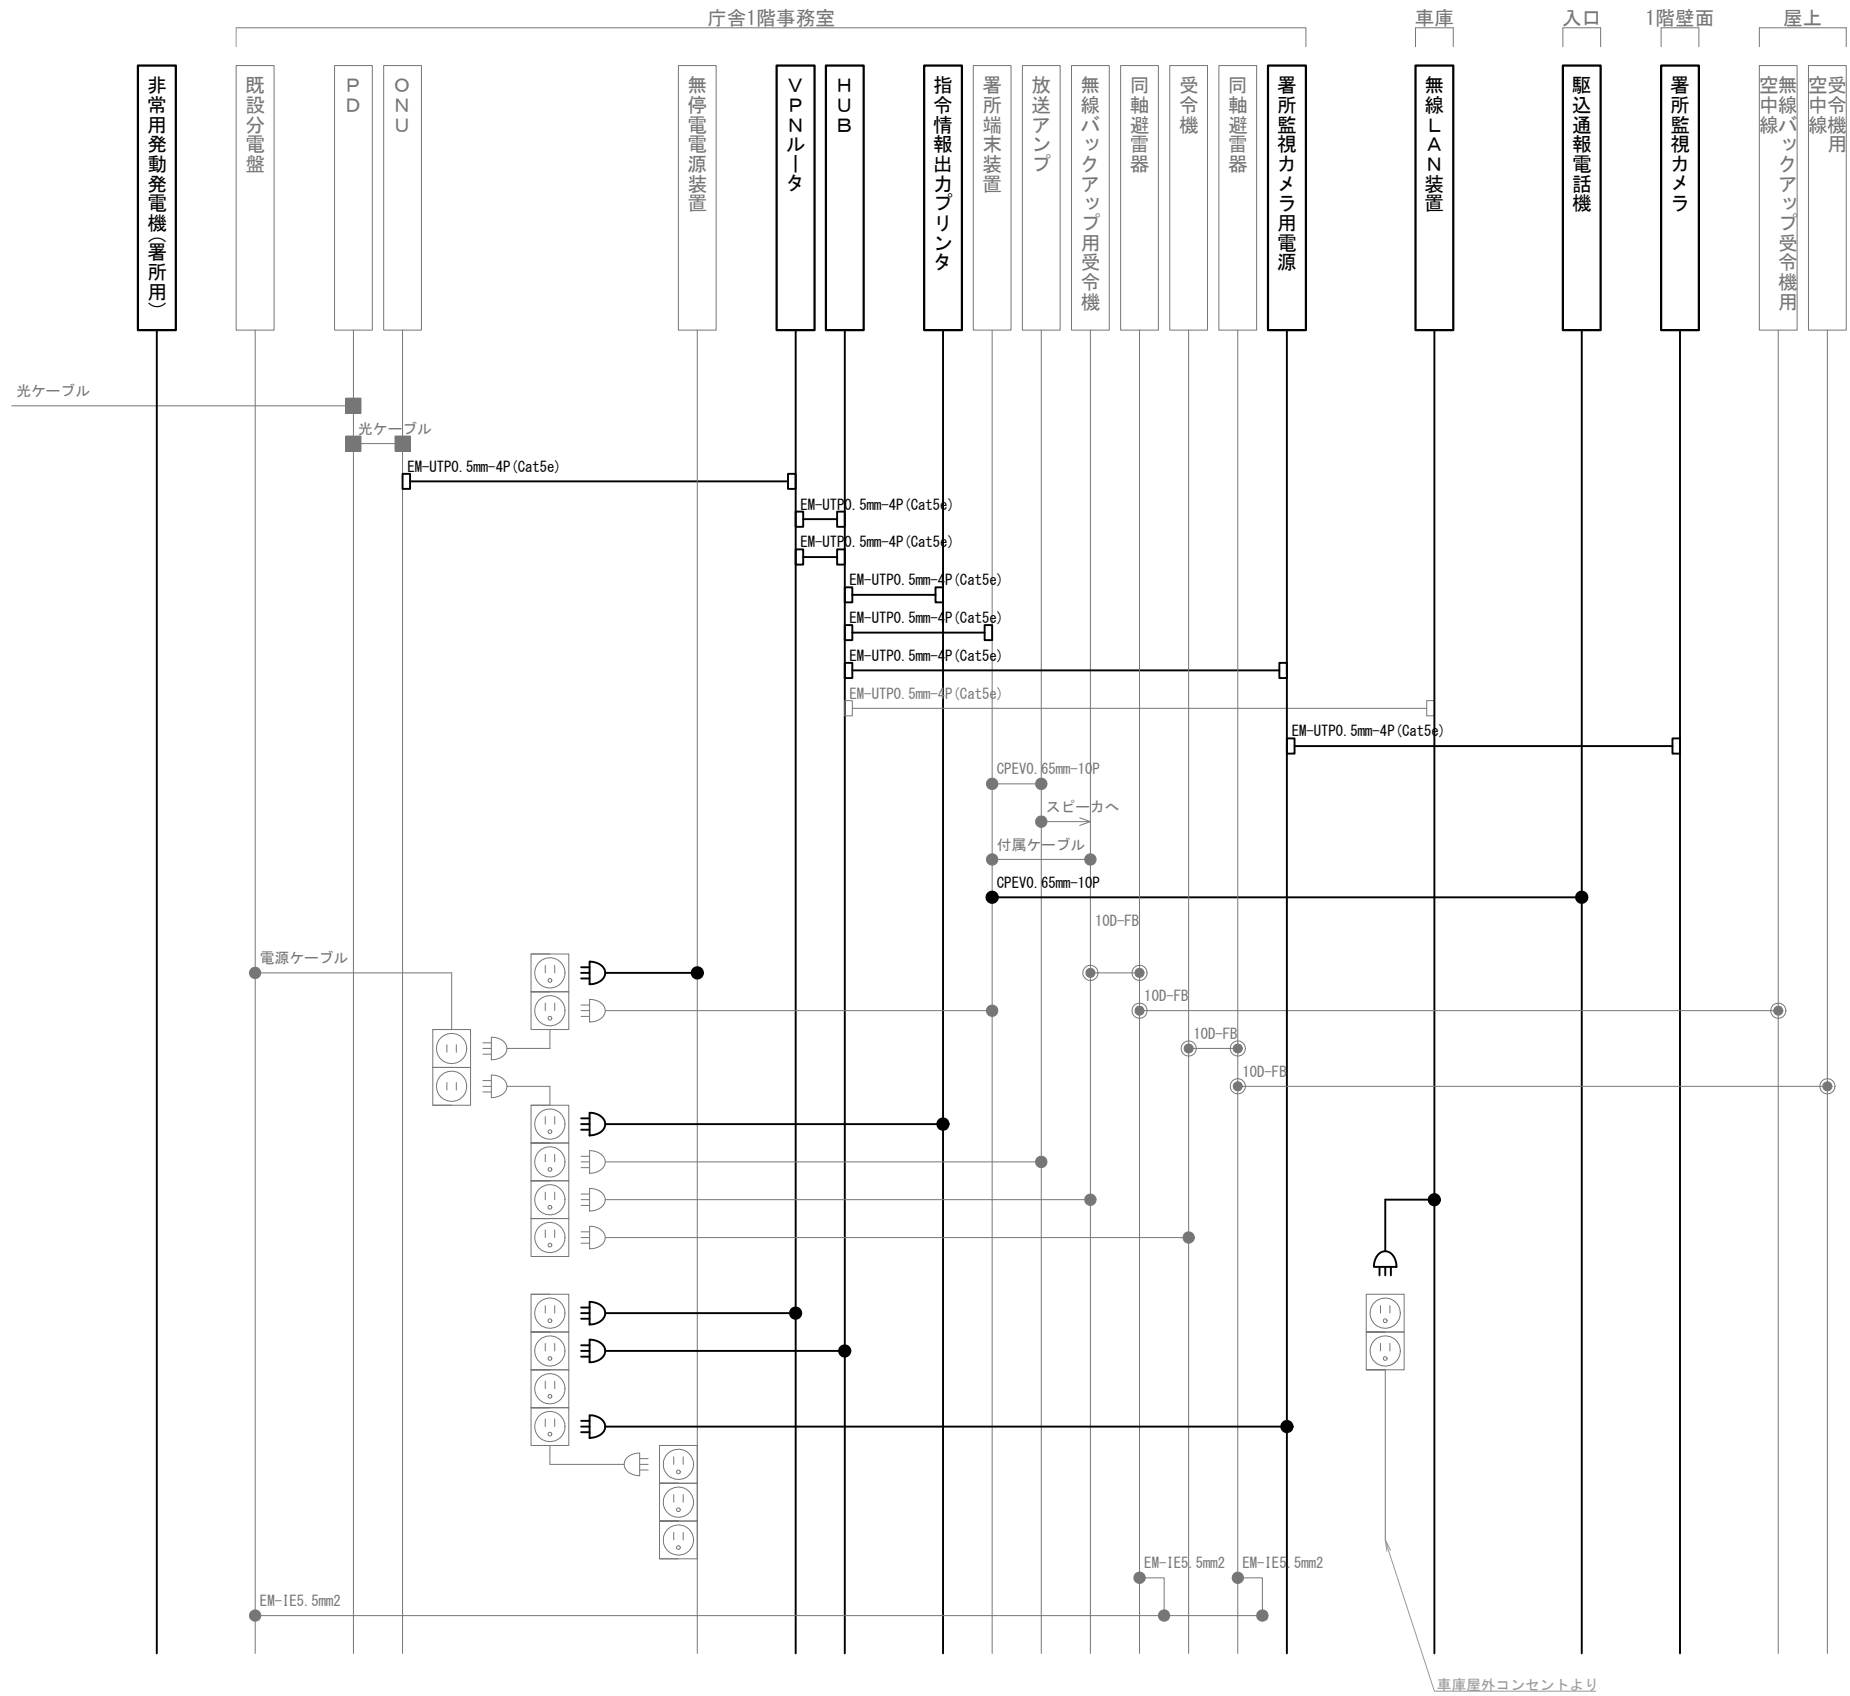 庁舎1階事務室
車庫
入口
1階壁面
屋上
非常用発動発電機(署所用)
既設分電盤
PD
ONU
無停電電源装置
VPNルータ
HUB
指令情報出力プリンタ
署所端末装置
放送アンプ
無線バックアップ用受令機
同軸避雷器
受令機
同軸避雷器
署所監視カメラ用電源
無線LAN装置
駆込通報電話機
署所監視カメラ
無線バックアップ受令機用
空中線
受令機用
空中線
光ケーブル
光ケーブル
EM-UTP0.5mm-4P(Cat5e)
EM-UTP0.5mm-4P(Cat5e)
EM-UTP0.5mm-4P(Cat5e)
EM-UTP0.5mm-4P(Cat5e)
EM-UTP0.5mm-4P(Cat5e)
EM-UTP0.5mm-4P(Cat5e)
EM-UTP0.5mm-4P(Cat5e)
EM-UTP0.5mm-4P(Cat5e)
CPEV0.65mm-10P
スピーカへ
付属ケーブル
CPEV0.65mm-10P
10D-FB
電源ケーブル
10D-FB
10D-FB
10D-FB
EM-IE5.5mm2
EM-IE5.5mm2
EM-IE5.5mm2
車庫屋外コンセントより